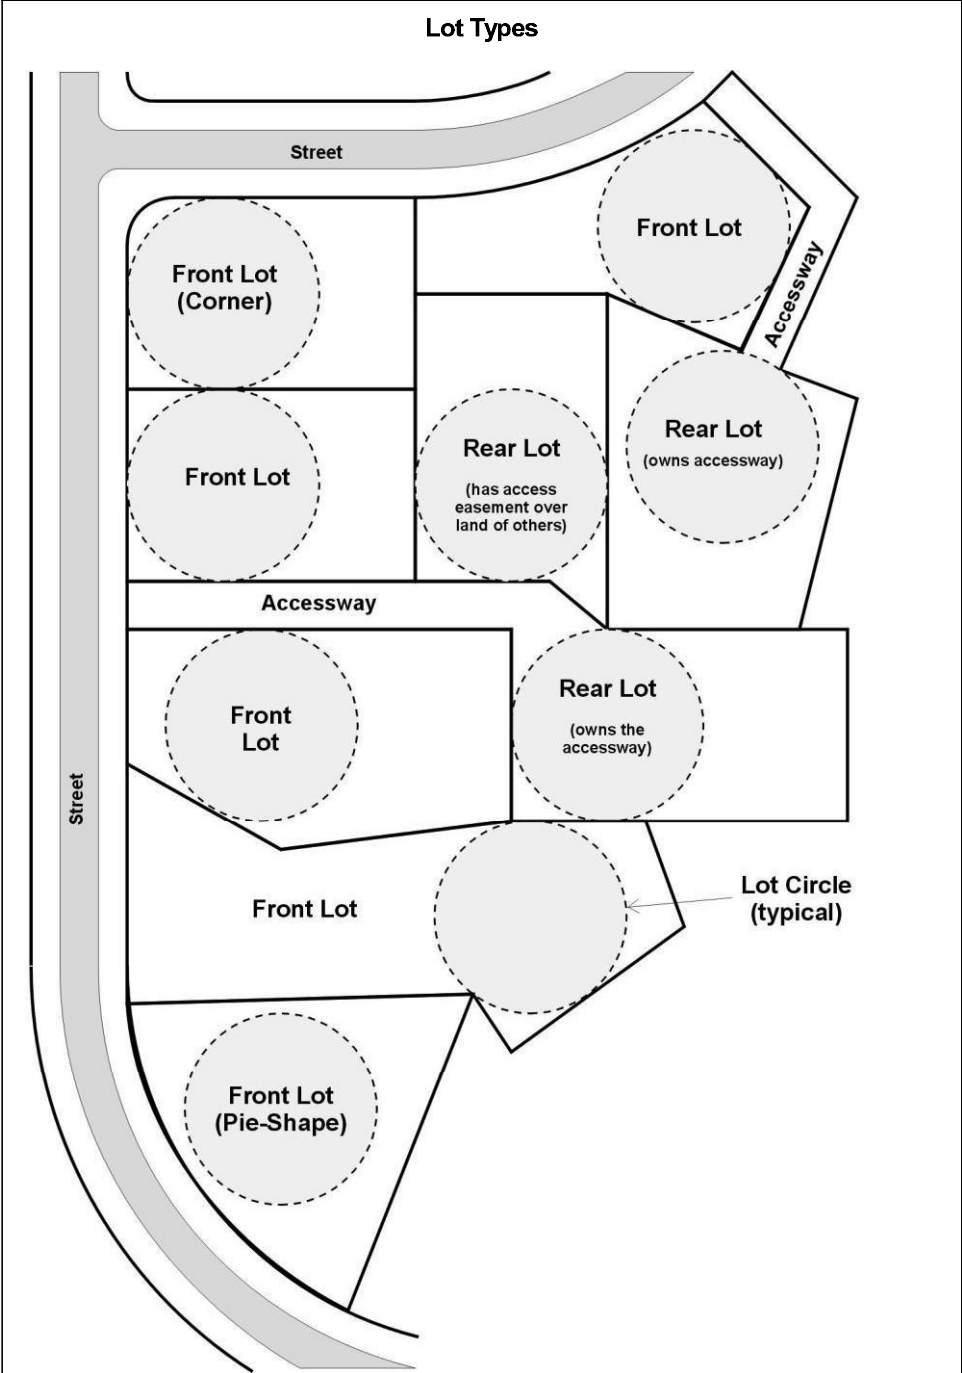 Lot Types
Street
Front Lot
Accessway
Front Lot
(Corner)
Rear Lot
(owns accessway)
Rear Lot
(has access
easement over
land of others)
Front Lot
Accessway
Rear Lot
(owns the
accessway)
Front
Lot
Street
Lot Circle
(typical)
Front Lot
Front Lot
(Pie-Shape)